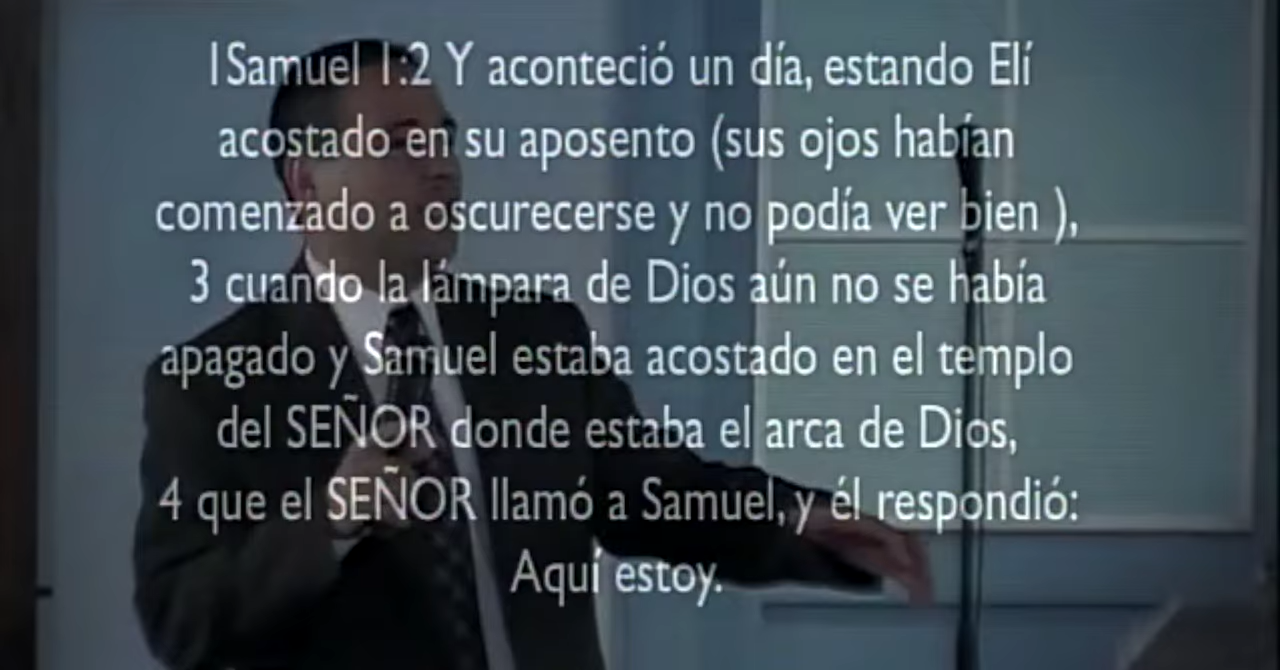 1Samuel 1:2 Y aconteció un día, estando Elí
acostado en su aposento (sus ojos habían
comenzado a oscurecerse y no podía ver bien ),
3 cuando la lámpara de Dios aún no se había
apagado y Samuel estaba acostado en el templo
del SEÑOR donde estaba el arca de Dios,
4 que el SEÑOR llamó a Samuel, y él respondió:
Aquí estoy.